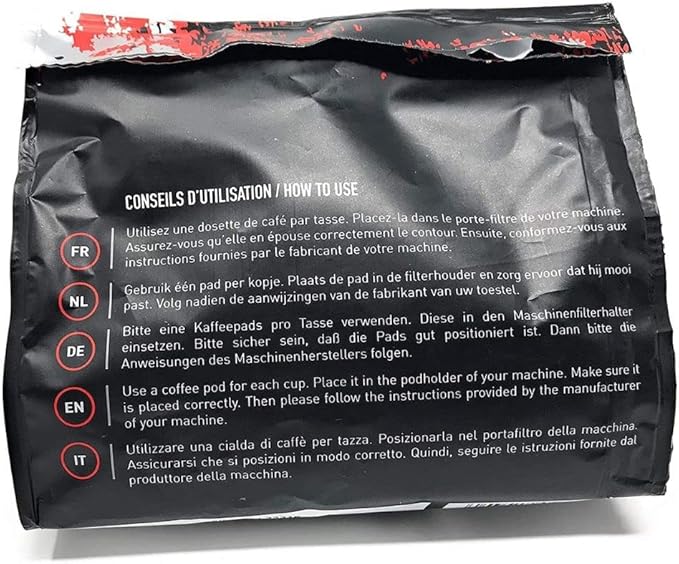 CONSEILS D'UTILISATION / HOW TO USE
FR
Utilisez une dosette de café par tasse. Placez-la dans le porte-filtre de votre machine.
Assurez-vous qu'elle en épouse correctement le contour. Ensuite, conformez-vous aux
instructions fournies par le fabricant de votre machine.
NL
Gebruik één pad per kopje. Plaats de pad in de filterhouder en zorg ervoor dat hij mooi
past. Volg nadien de aanwijzingen van de fabrikant van uw toestel.
DE
Bitte eine Kaffeepads pro Tasse verwenden. Diese in den Maschinenfilterhalter
einsetzen. Bitte sicher sein, daß die Pads gut positioniert ist. Dann bitte die
Anweisungen des Maschinenherstellers folgen.
EN
Use a coffee pod for each cup. Place it in the podholder of your machine. Make sure it
is placed correctly. Then please follow the instructions provided by the manufacturer
of your machine.
IT
Utilizzare una cialda di caffè per tazza. Posizionarla nel portafiltro della macchina.
Assicurarsi che si posizioni in modo corretto. Quindi, seguire le istruzioni fornite dal
produttore della macchina.